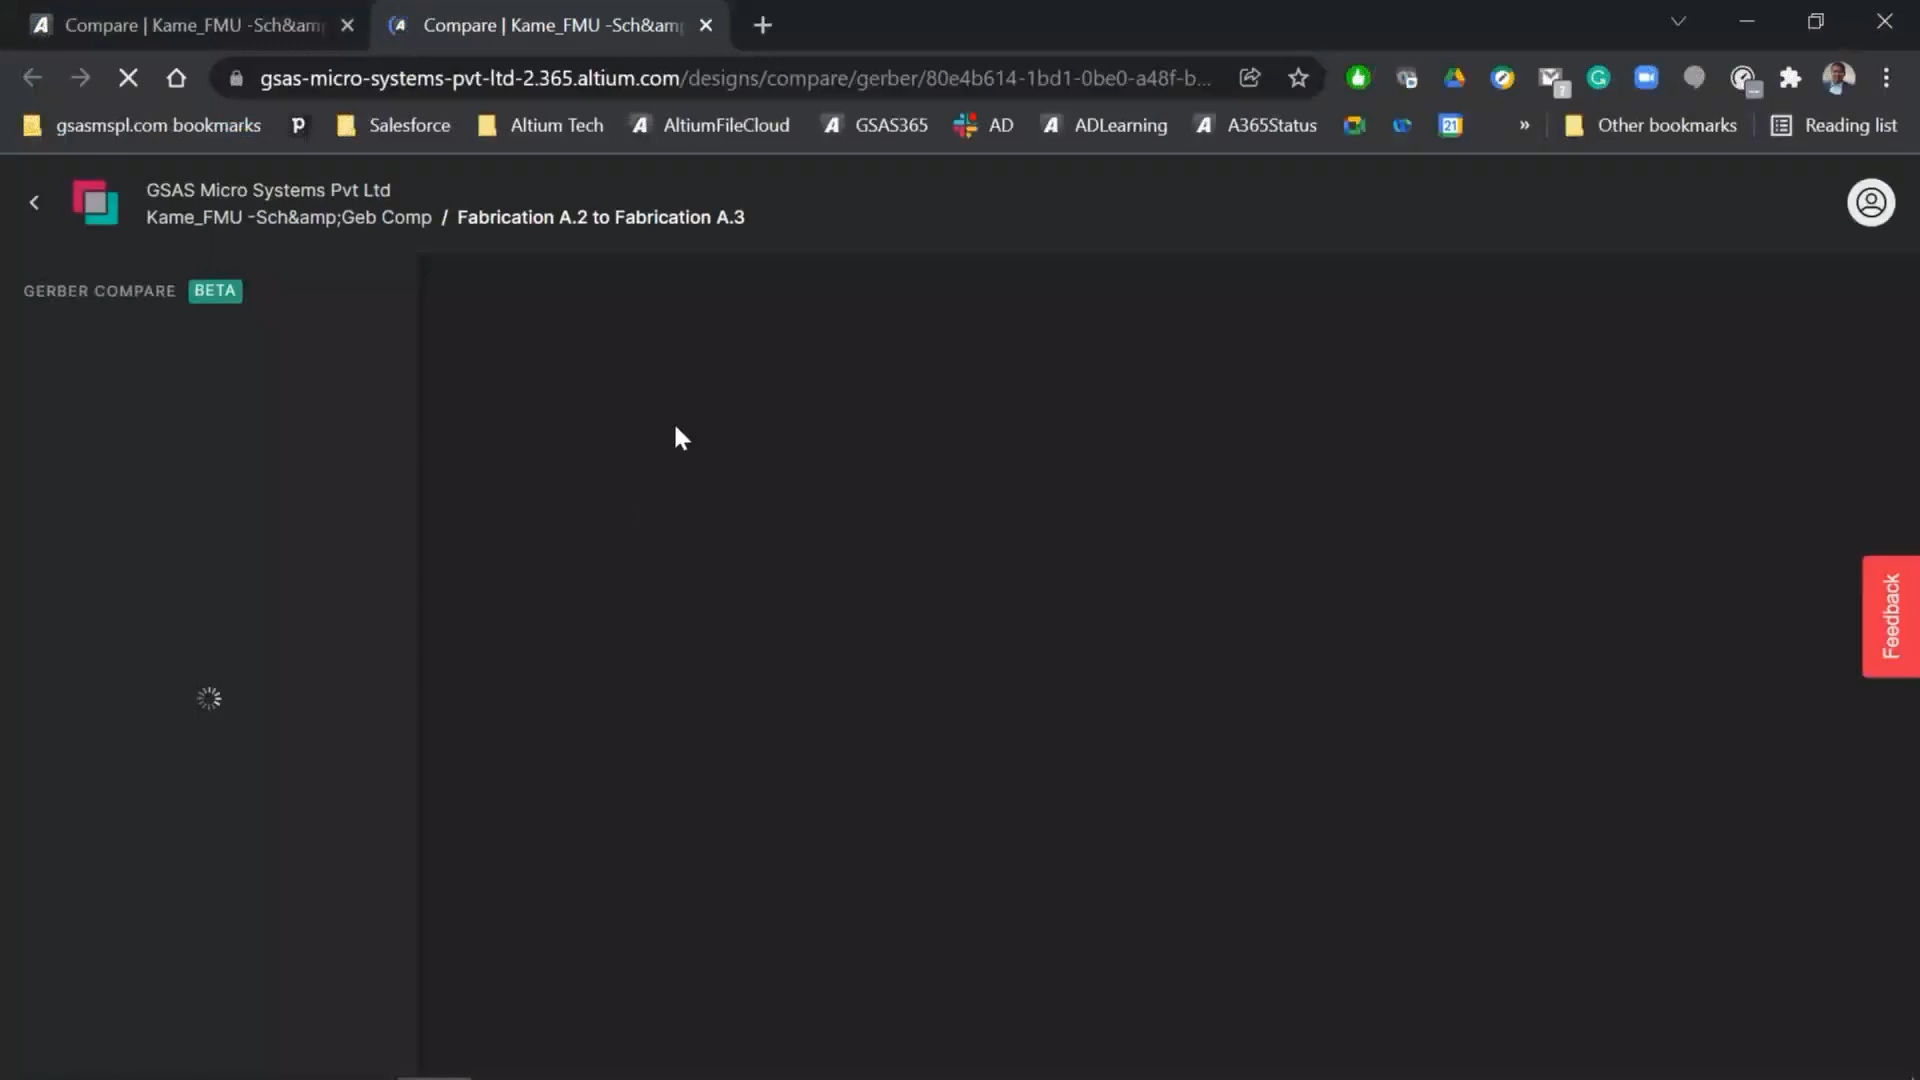 Compare | Kame_FMU -Sch&am
Compare | Kame_FMU -Sch&am
gsas-micro-systems-pvt-ltd-2.365.altium.com/designs/compare/gerber/80e4b614-1bd1-0be0-a48f-b...
gsasmspl.com bookmarks
Salesforce
Altium Tech
AltiumFileCloud
GSAS365
AD
ADLearning
A365Status
21
»
Other bookmarks
Reading list
GSAS Micro Systems Pvt Ltd
Kame_FMU -Sch&amp;Geb Comp / Fabrication A.2 to Fabrication A.3
GERBER COMPARE BETA
Feedback